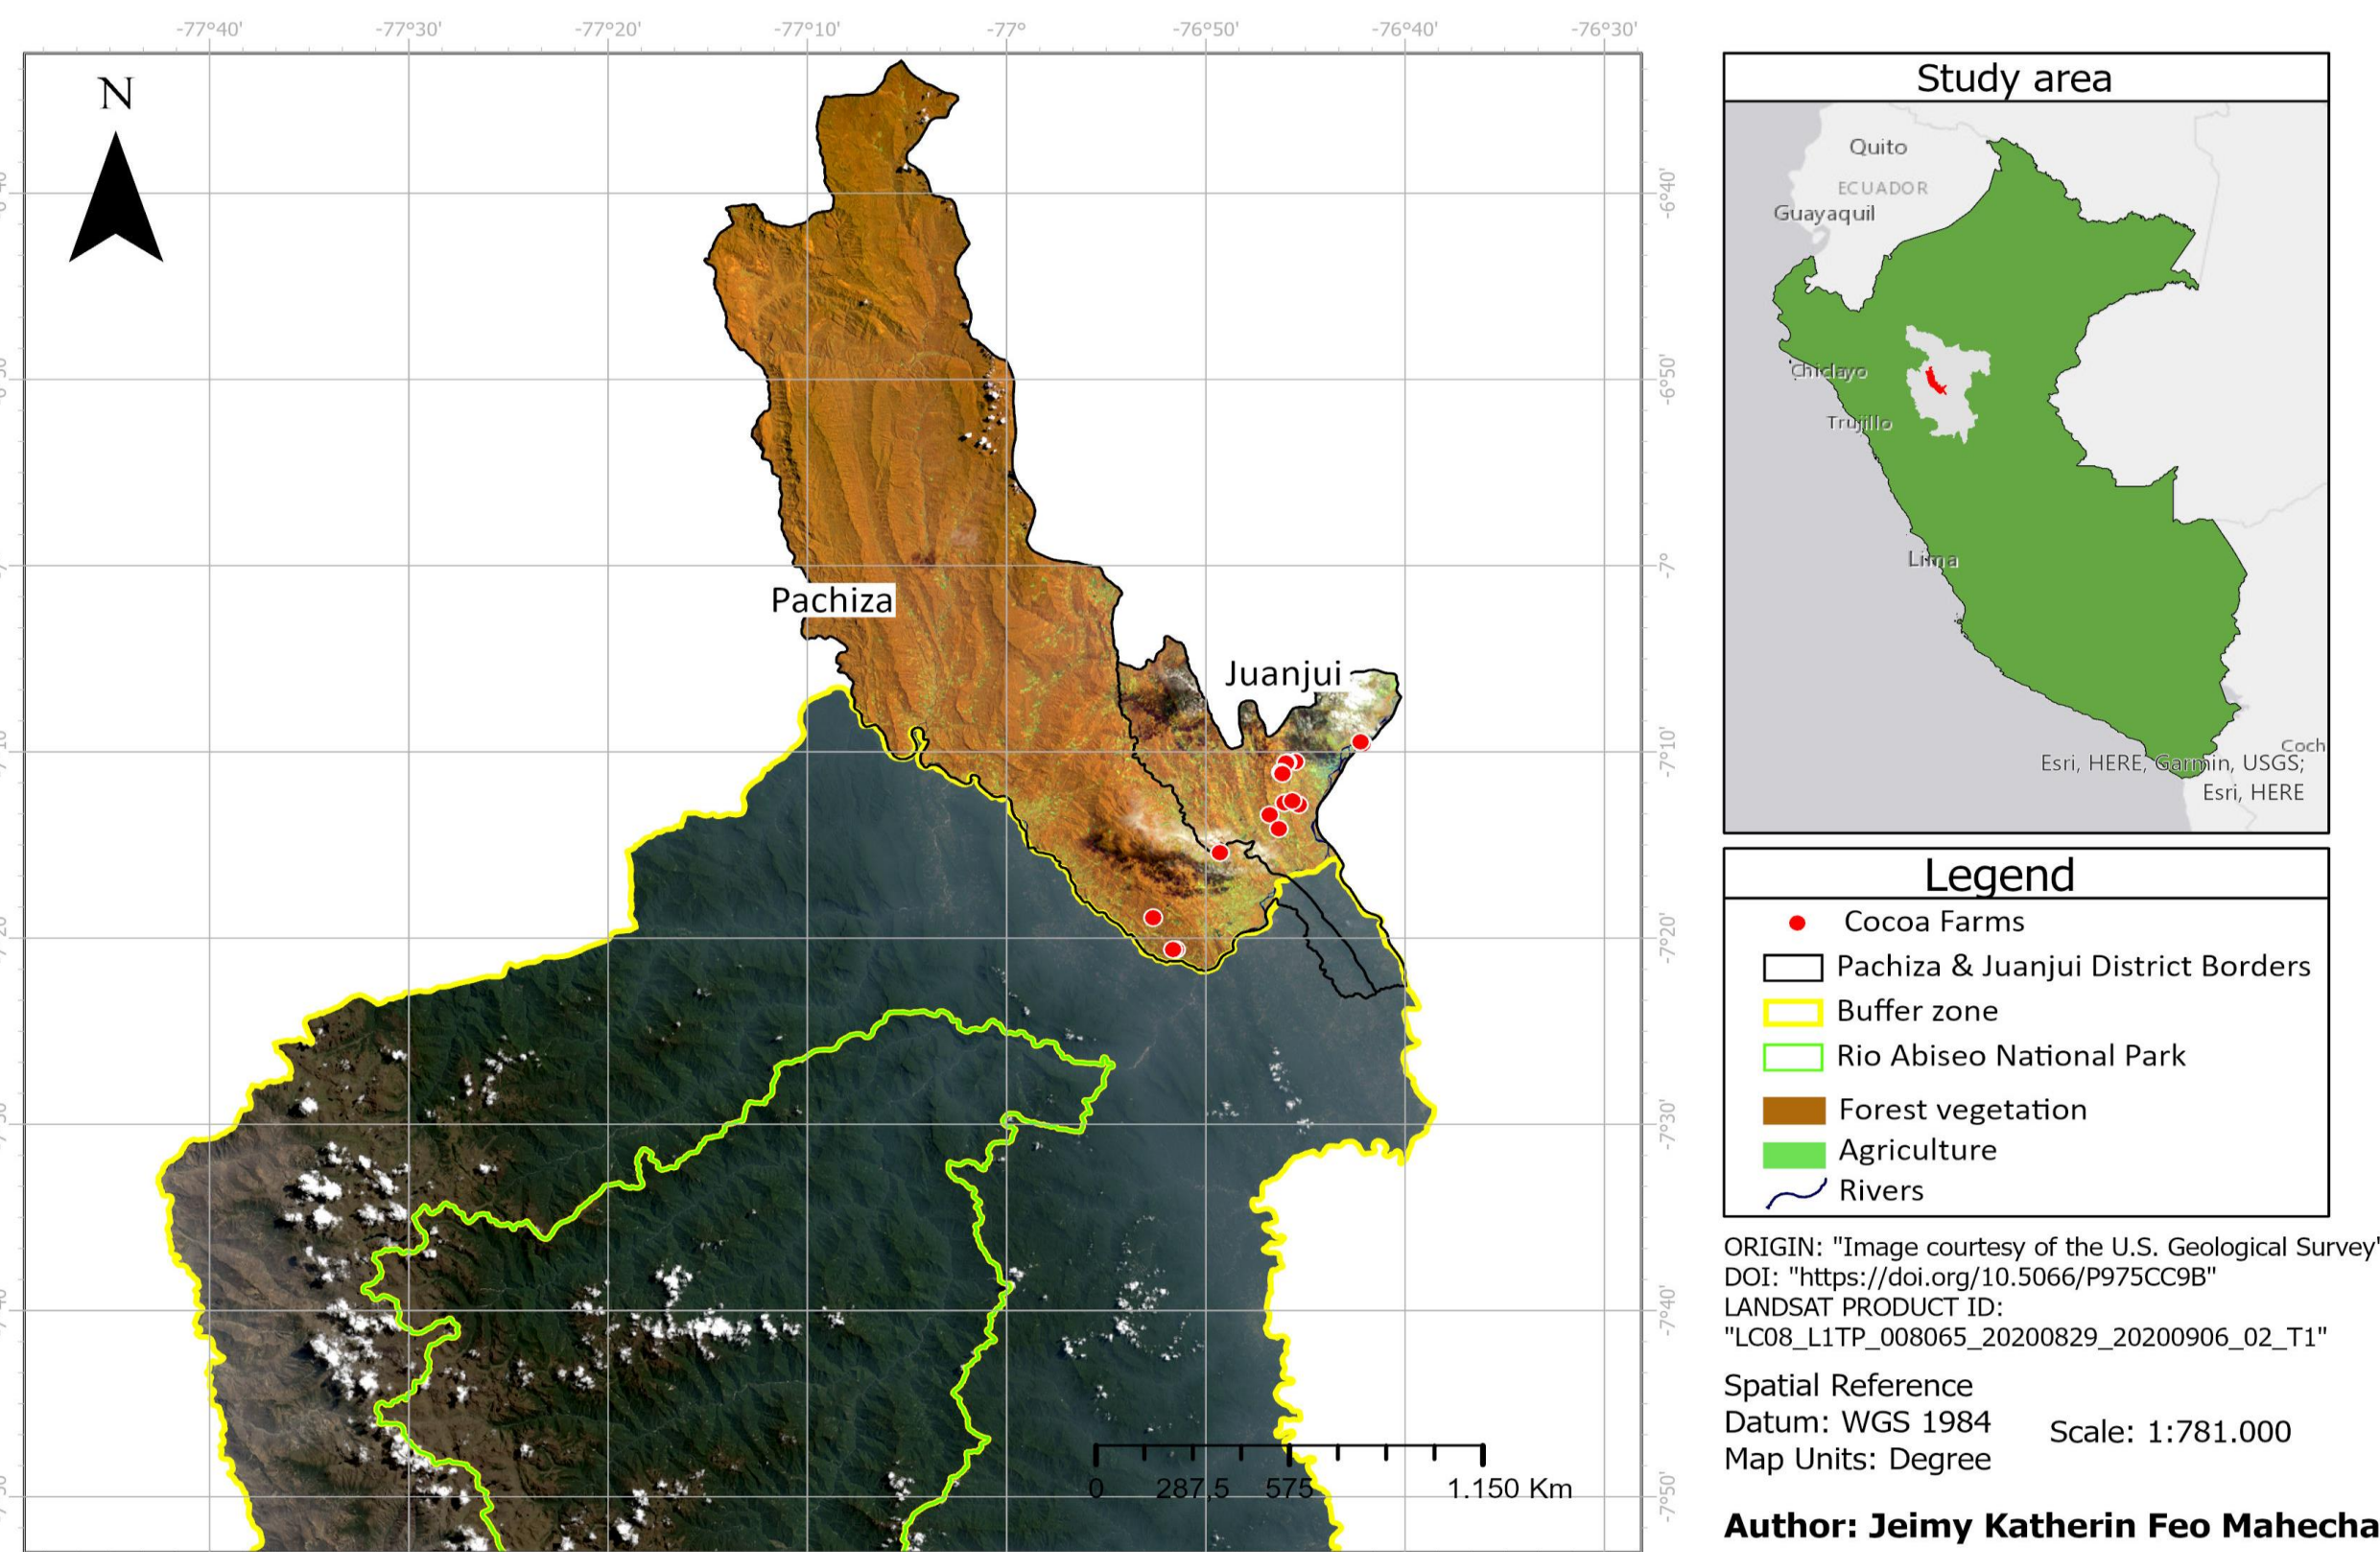 -77°40'
-77°30'
-77°20'
-77°10'
-77°
-76°50'
-76°40'
-76°30'
N
-6°40'
-6°50'
-7°
-7°10'
-7°20'
-7°30'
-7°40'
-7°50'
Pachiza
Juanjui
0
287,5
575
1.150 Km
Study area
Quito
ECUADOR
Guayaquil
Chiclayo
Trujillo
Lima
Coch
Esri, HERE, Garmin, USGS;
Esri, HERE
Legend
Cocoa Farms
Pachiza & Juanjui District Borders
Buffer zone
Rio Abiseo National Park
Forest vegetation
Agriculture
Rivers
ORIGIN: "Image courtesy of the U.S. Geological Survey"
DOI: "https://doi.org/10.5066/P975CC9B"
LANDSAT PRODUCT ID:
"LC08_L1TP_008065_20200829_20200906_02_T1"
Spatial Reference
Datum: WGS 1984
Scale: 1:781.000
Map Units: Degree
Author: Jeimy Katherin Feo Mahecha